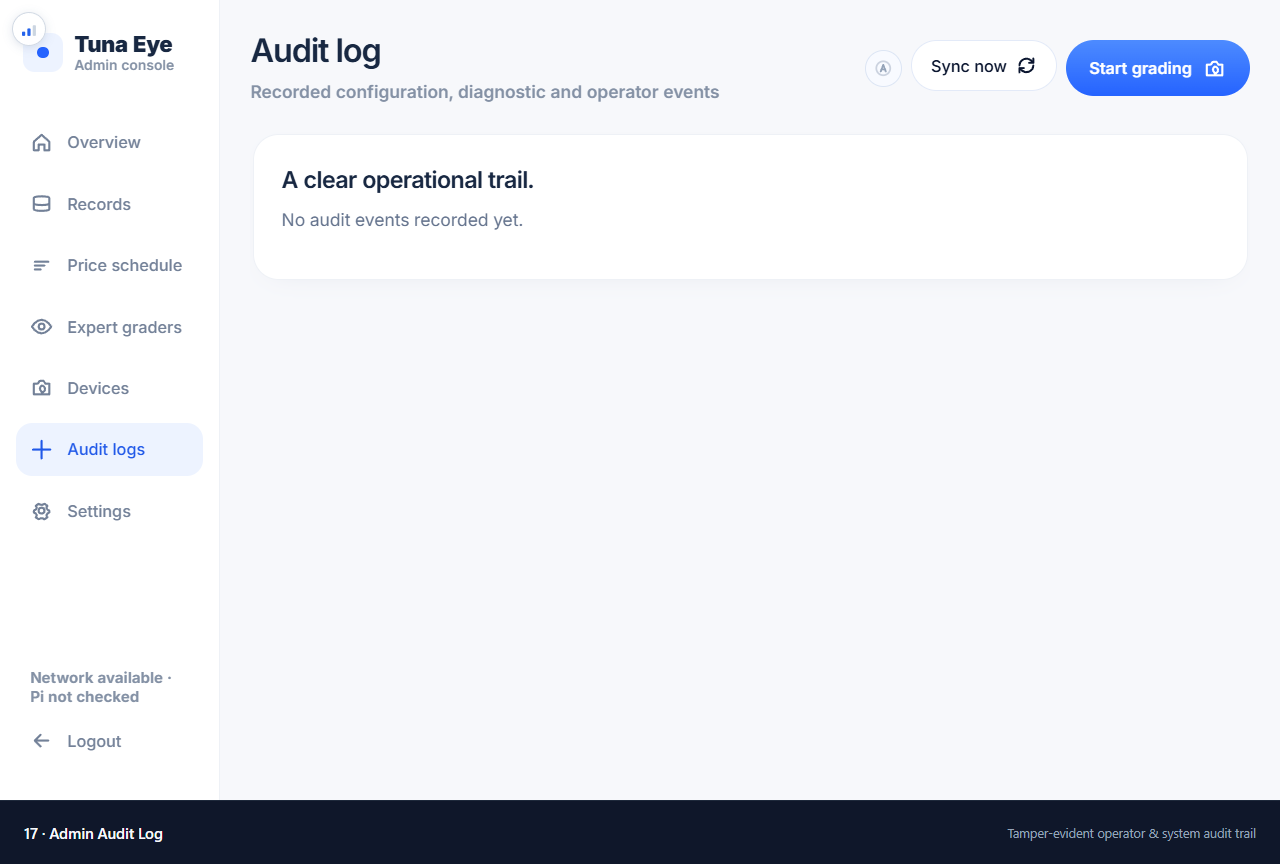 Tuna Eye
Admin console
Overview
Records
Price schedule
Expert graders
Devices
Audit logs
Settings
Network available ·
Pi not checked
Logout
Audit log
Recorded configuration, diagnostic and operator events
A
Sync now
Start grading
A clear operational trail.
No audit events recorded yet.
17 · Admin Audit Log
Tamper-evident operator & system audit trail